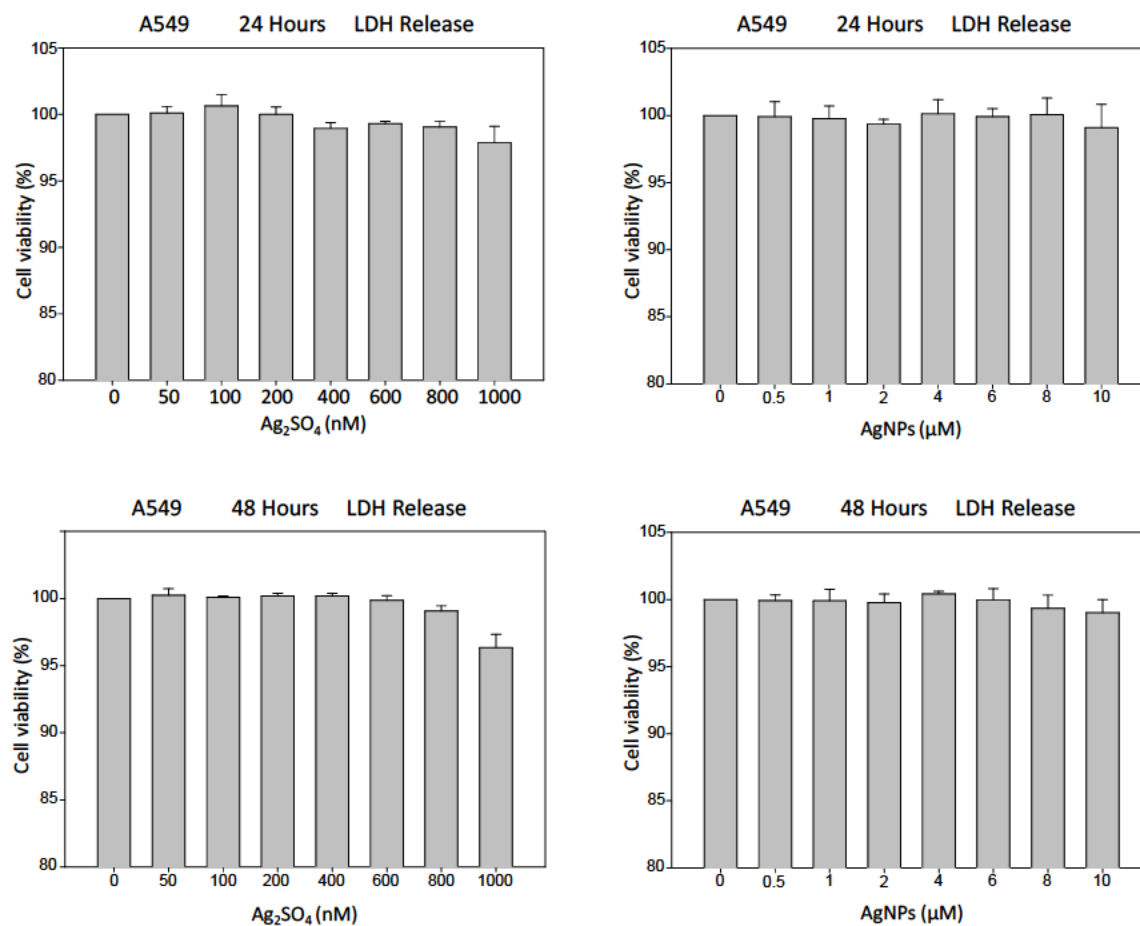 A549 24 Hours LDH Release
105
100
95
90
85
80
Cell viability (%)
0 50 100 200 400 600 800 1000
Ag₂SO₄ (nM)
A549 24 Hours LDH Release
105
100
95
90
85
80
Cell viability (%)
0 0.5 1 2 4 6 8 10
AgNPs (µM)
A549 48 Hours LDH Release
100
95
90
85
80
Cell viability (%)
0 50 100 200 400 600 800 1000
Ag₂SO₄ (nM)
A549 48 Hours LDH Release
105
100
95
90
85
80
Cell viability (%)
0 0.5 1 2 4 6 8 10
AgNPs (µM)